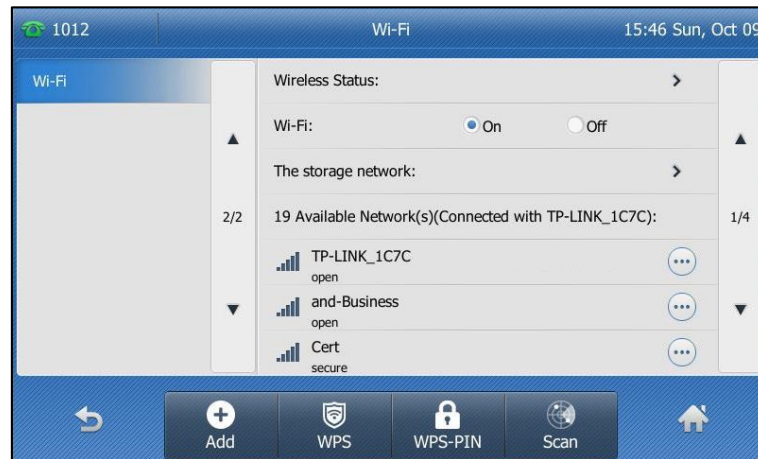 1012 Wi-Fi 15:46 Sun, Oct 09
Wi-Fi
2/2
Wireless Status:
Wi-Fi: On Off
The storage network:
19 Available Network(s)(Connected with TP-LINK_1C7C):
TP-LINK_1C7C
open
and-Business
open
Cert
secure
1/4
Add WPS WPS-PIN Scan